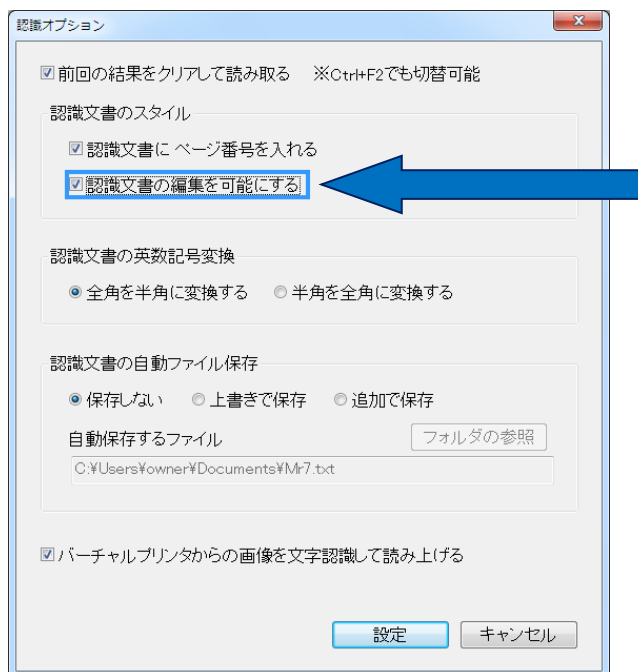 認識オプション
前回の結果をクリアして読み取る ※Ctrl+F2でも切替可能
認識文書のスタイル
認識文書に ページ番号を入れる
認識文書の編集を可能にする
認識文書の英数記号変換
全角を半角に変換する 半角を全角に変換する
認識文書の自動ファイル保存
保存しない 上書きで保存 追加で保存
自動保存するファイル フォルダの参照
C:¥Users¥owner¥Documents¥Mr7.txt
バーチャルプリンタからの画像を文字認識して読み上げる
設定 キャンセル